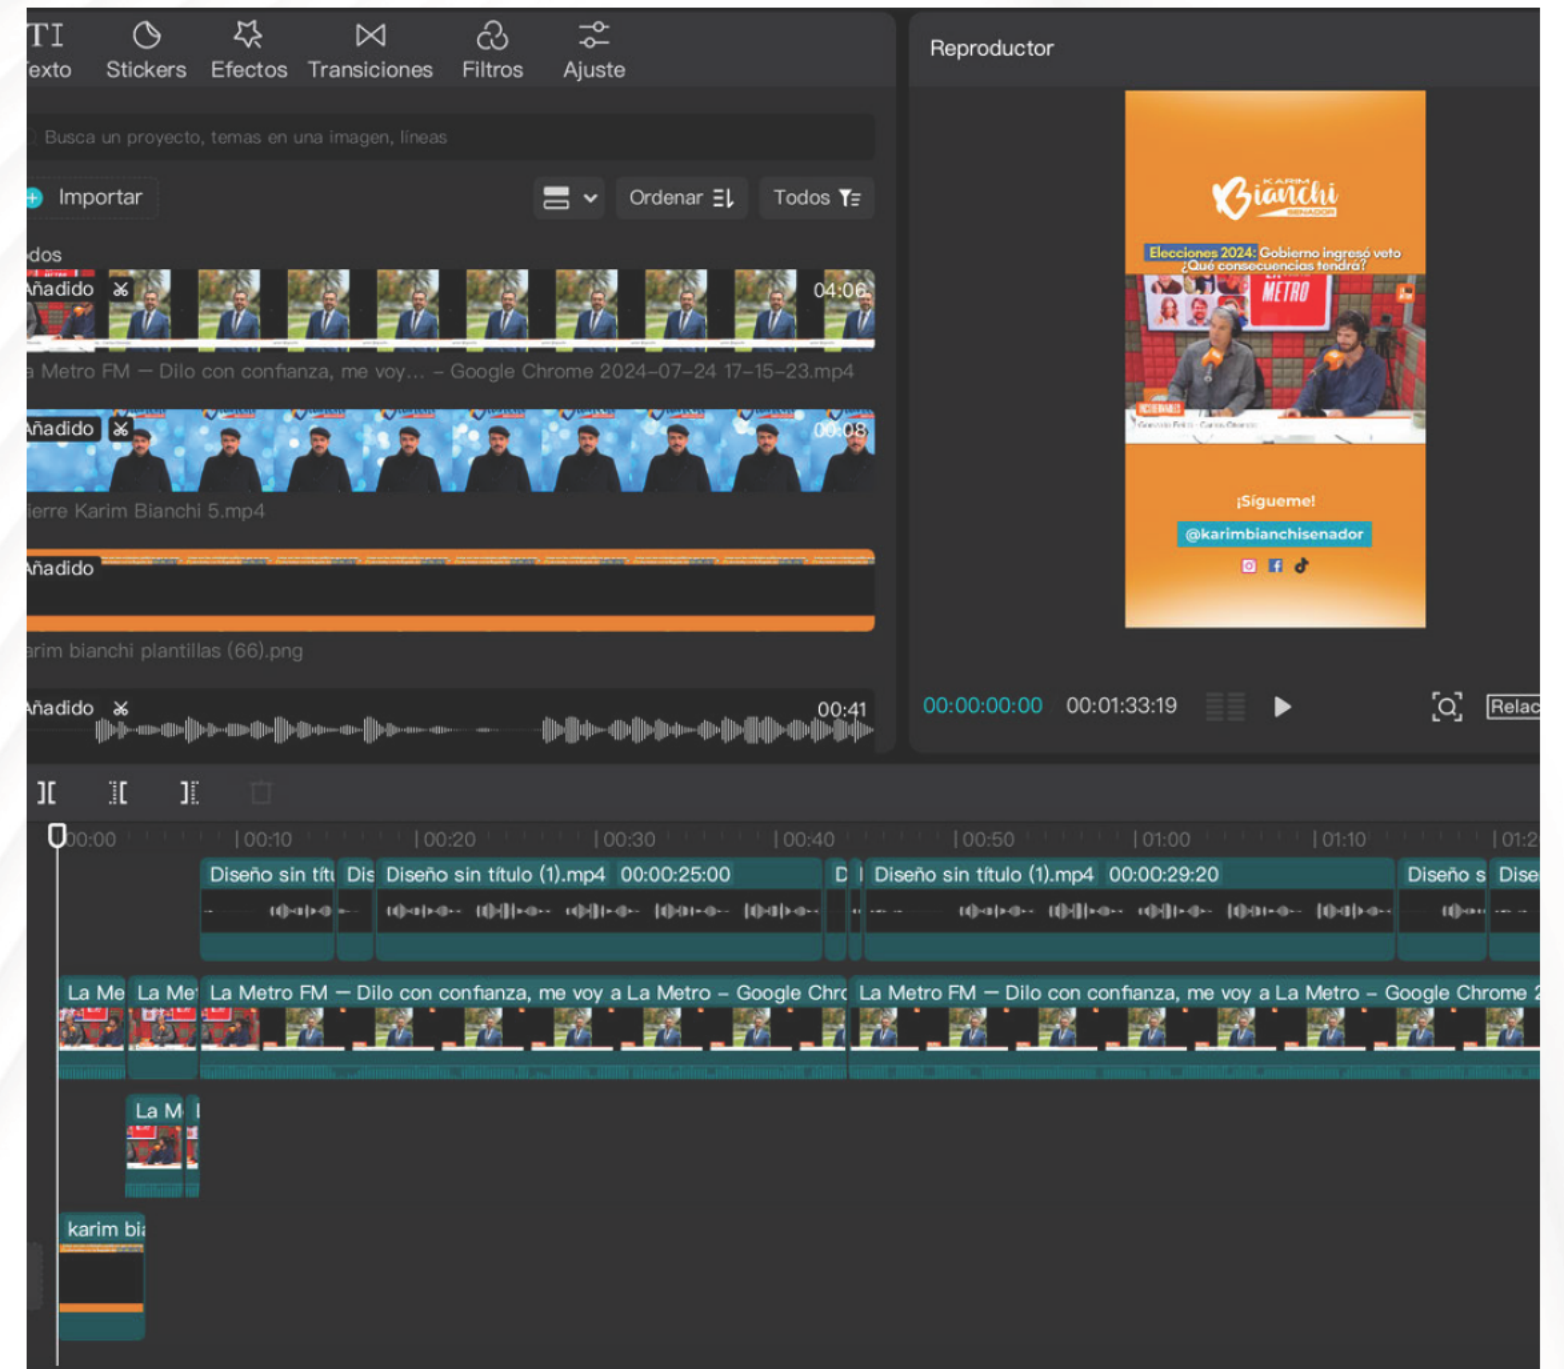 TI
exto Stickers Efectos Transiciones Filtros Ajuste
Reproductor
Busca un proyecto, temas en una imagen, líneas
Importar
Ordenar
Todos
dos
Añadido
04:06
a Metro FM — Dilo con confianza, me voy... – Google Chrome 2024-07-24 17-15-23.mp4
Añadido
00:08
ierre Karim Bianchi 5.mp4
Añadido
arim bianchi plantillas (66).png
Añadido
00:41
KARIM
Bianchi
SENADOR
Elecciones 2024: Gobierno ingresó veto
¿Qué consecuencias tendrá?
METRO
¡Sígueme!
@karimbianchisenador
00:00:00:00 00:01:33:19
Relac
00:00 00:10 00:20 00:30 00:40 00:50 01:00 01:10 01:2
Diseño sin títu Dis Diseño sin título (1).mp4 00:00:25:00 D Diseño sin título (1).mp4 00:00:29:20 Diseño s Dise
La Me La Me La Metro FM — Dilo con confianza, me voy a La Metro – Google Chro La Metro FM — Dilo con confianza, me voy a La Metro – Google Chrome 2
La M L
karim bia